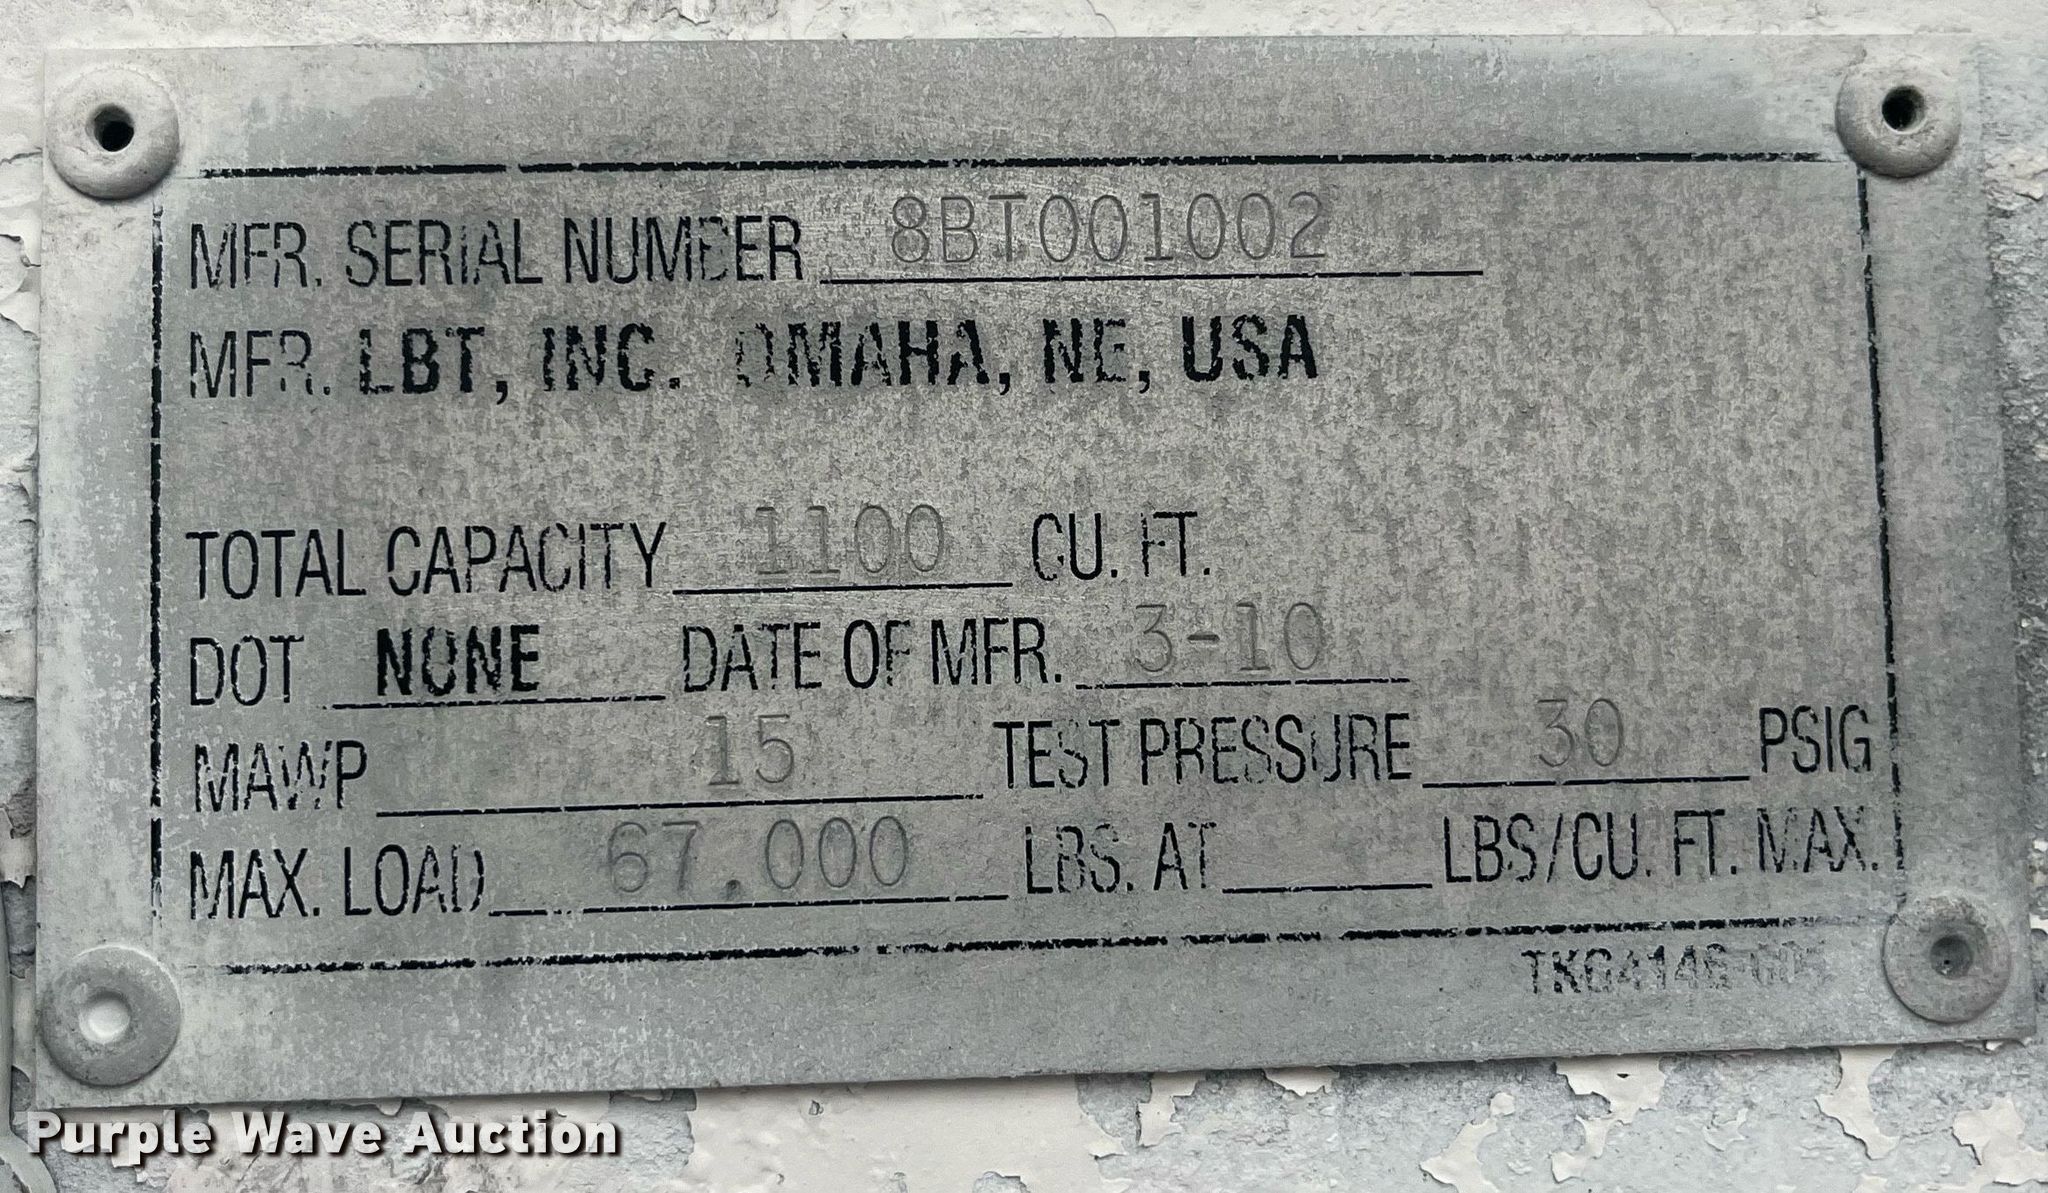 MFR. SERIAL NUMBER 8BT001002
MFR. LBT, INC. OMAHA, NE, USA
TOTAL CAPACITY 1100 CU. FT.
DOT NONE DATE OF MFR. 3-10
MAWP 15 TEST PRESSURE 30 PSIG
MAX. LOAD 67,000 LBS. AT LBS/CU. FT. MAX.
Purple Wave Auction